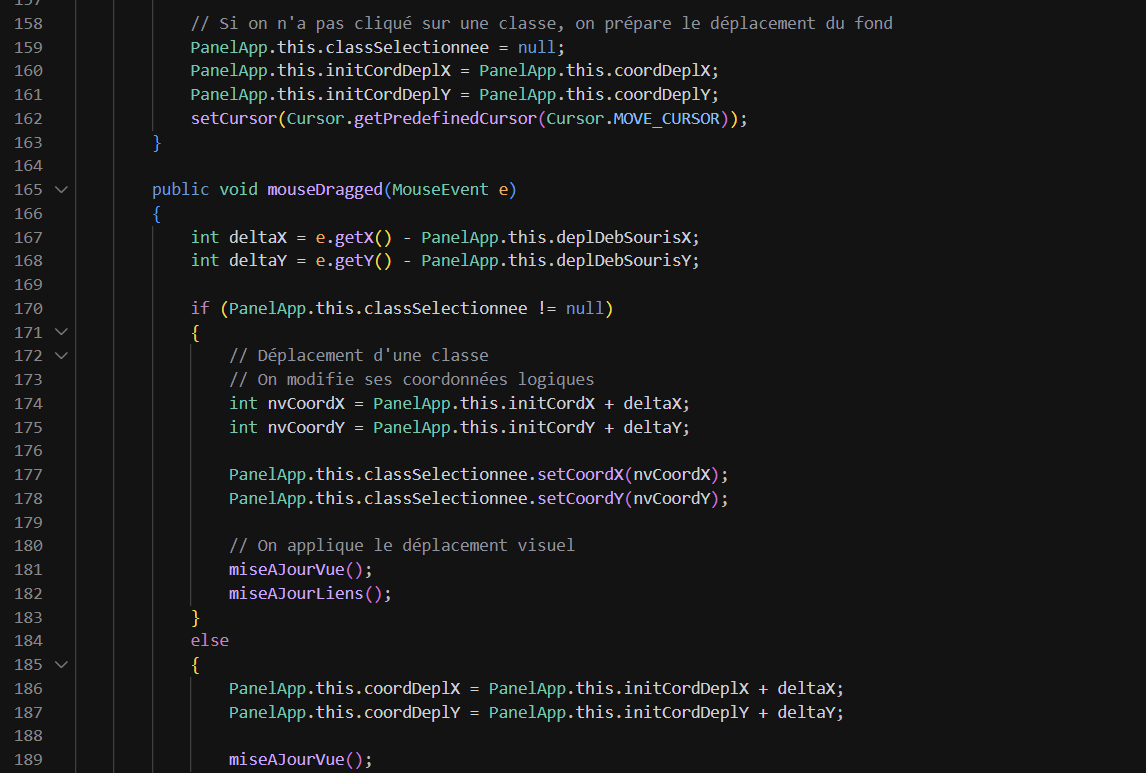 157
158 // Si on n'a pas cliqué sur une classe, on prépare le déplacement du fond
159 PanelApp.this.classSelectionnee = null;
160 PanelApp.this.initCordDeplX = PanelApp.this.coordDeplX;
161 PanelApp.this.initCordDeplY = PanelApp.this.coordDeplY;
162 setCursor(Cursor.getPredefinedCursor(Cursor.MOVE_CURSOR));
163 }
164
165 public void mouseDragged(MouseEvent e)
166 {
167 int deltaX = e.getX() - PanelApp.this.deplDebSourisX;
168 int deltaY = e.getY() - PanelApp.this.deplDebSourisY;
169
170 if (PanelApp.this.classSelectionnee != null)
171 {
172 // Déplacement d'une classe
173 // On modifie ses coordonnées logiques
174 int nvCoordX = PanelApp.this.initCordX + deltaX;
175 int nvCoordY = PanelApp.this.initCordY + deltaY;
176
177 PanelApp.this.classSelectionnee.setCoordX(nvCoordX);
178 PanelApp.this.classSelectionnee.setCoordY(nvCoordY);
179
180 // On applique le déplacement visuel
181 miseAJourVue();
182 miseAJourLiens();
183 }
184 else
185 {
186 PanelApp.this.coordDeplX = PanelApp.this.initCordDeplX + deltaX;
187 PanelApp.this.coordDeplY = PanelApp.this.initCordDeplY + deltaY;
188
189 miseAJourVue();